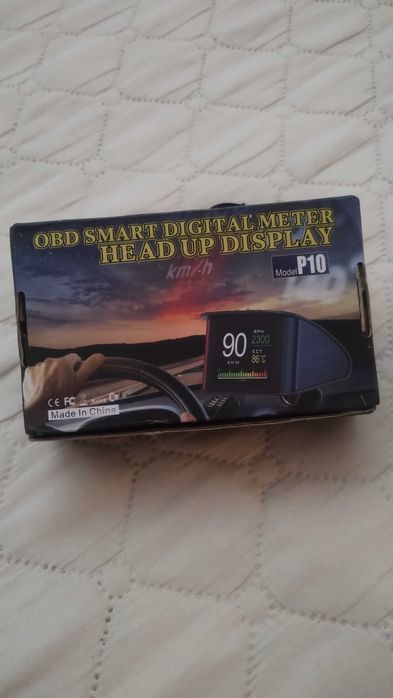 OBD SMART DIGITAL METER
HEAD UP DISPLAY
km/h
Model P10
RPM
90 2300
ECT
KM/H 86°C
CE FC RoHS
Made In China